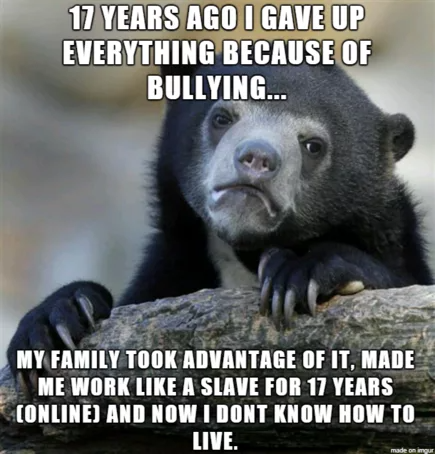 17 YEARS AGO I GAVE UP
EVERYTHING BECAUSE OF
BULLYING...
MY FAMILY TOOK ADVANTAGE OF IT, MADE
ME WORK LIKE A SLAVE FOR 17 YEARS
(ONLINE) AND NOW I DONT KNOW HOW TO
LIVE.
made on imgur